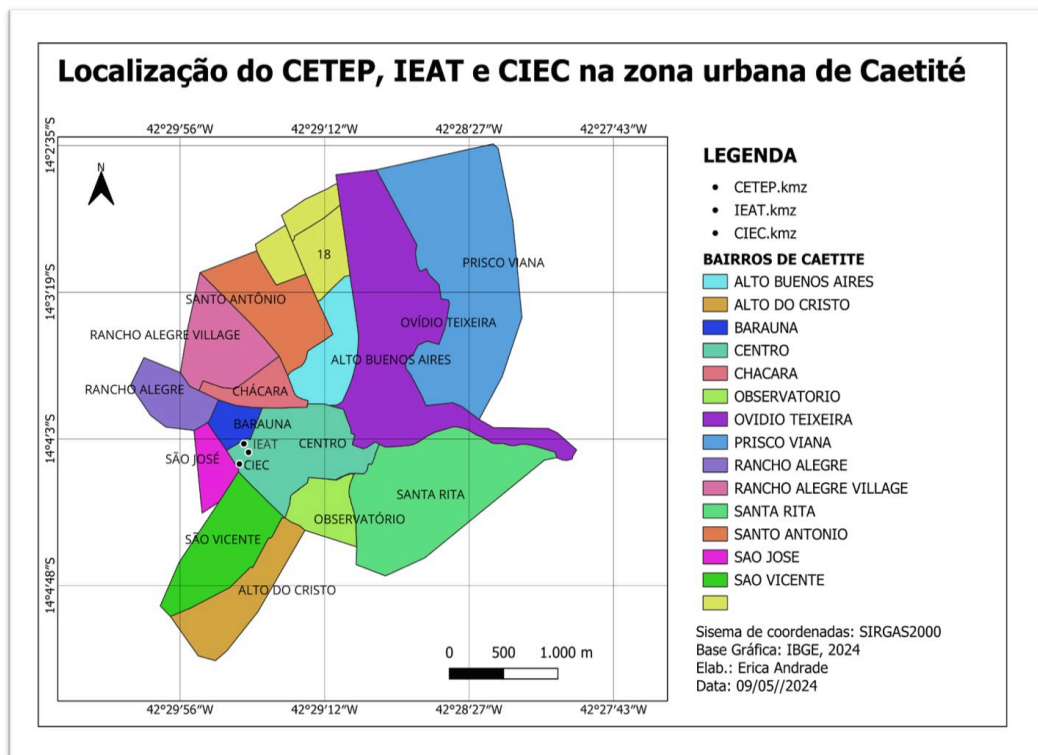 Localização do CETEP, IEAT e CIEC na zona urbana de Caetité
42°29′56″W 42°29′12″W 42°28′27″W 42°27′43″W
14°2′35″S
14°3′19″S
14°4′3″S
14°4′48″S
N
18
PRISCO VIANA
SANTO ANTÔNIO
OVÍDIO TEIXEIRA
RANCHO ALEGRE VILLAGE
ALTO BUENOS AIRES
RANCHO ALEGRE
CHÁCARA
BARAUNA
IEAT
CENTRO
SÃO JOSÉ
CIEC
SANTA RITA
OBSERVATÓRIO
SÃO VICENTE
ALTO DO CRISTO
0 500 1.000 m
42°29′56″W 42°29′12″W 42°28′27″W 42°27′43″W
LEGENDA
CETEP.kmz
IEAT.kmz
CIEC.kmz
BAIRROS DE CAETITE
ALTO BUENOS AIRES
ALTO DO CRISTO
BARAUNA
CENTRO
CHACARA
OBSERVATORIO
OVIDIO TEIXEIRA
PRISCO VIANA
RANCHO ALEGRE
RANCHO ALEGRE VILLAGE
SANTA RITA
SANTO ANTONIO
SAO JOSE
SAO VICENTE
Sisema de coordenadas: SIRGAS2000
Base Gráfica: IBGE, 2024
Elab.: Erica Andrade
Data: 09/05//2024